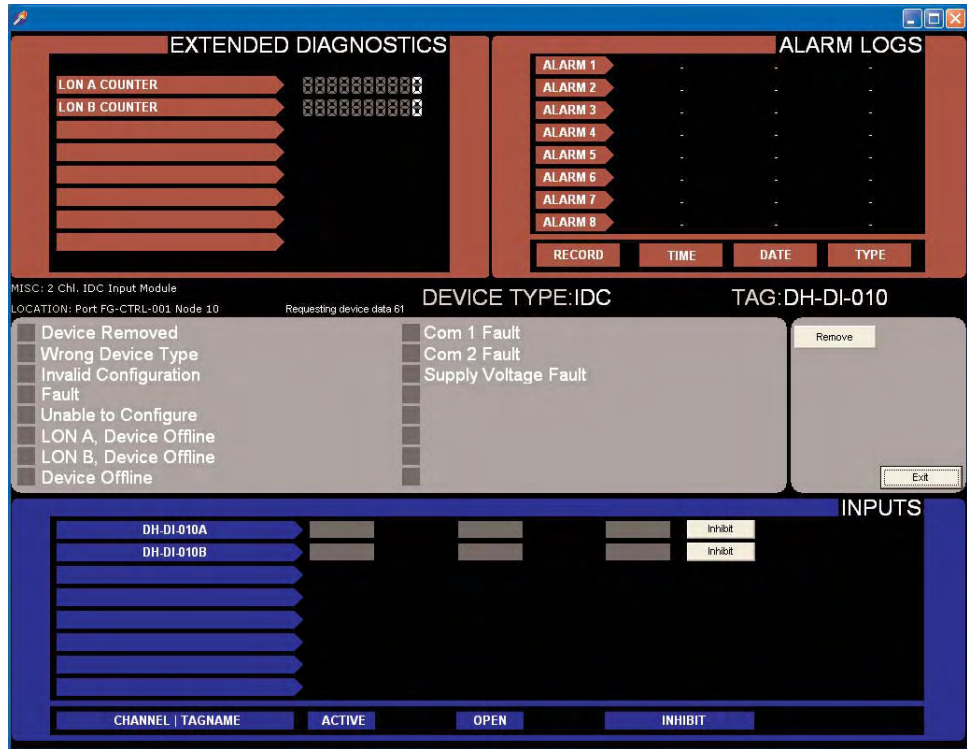 EXTENDED DIAGNOSTICS
LON A COUNTER 0
LON B COUNTER 0
ALARM LOGS
ALARM 1 - - -
ALARM 2 - - -
ALARM 3 - - -
ALARM 4 - - -
ALARM 5 - - -
ALARM 6 - - -
ALARM 7 - - -
ALARM 8 - - -
RECORD TIME DATE TYPE
MISC: 2 Chl. IDC Input Module
LOCATION: Port FG-CTRL-001 Node 10 Requesting device data 61
DEVICE TYPE:IDC
TAG:DH-DI-010
Device Removed
Wrong Device Type
Invalid Configuration
Fault
Unable to Configure
LON A, Device Offline
LON B, Device Offline
Device Offline
Com 1 Fault
Com 2 Fault
Supply Voltage Fault
Remove
Exit
INPUTS
DH-DI-010A Inhibit
DH-DI-010B Inhibit
CHANNEL | TAGNAME ACTIVE OPEN INHIBIT